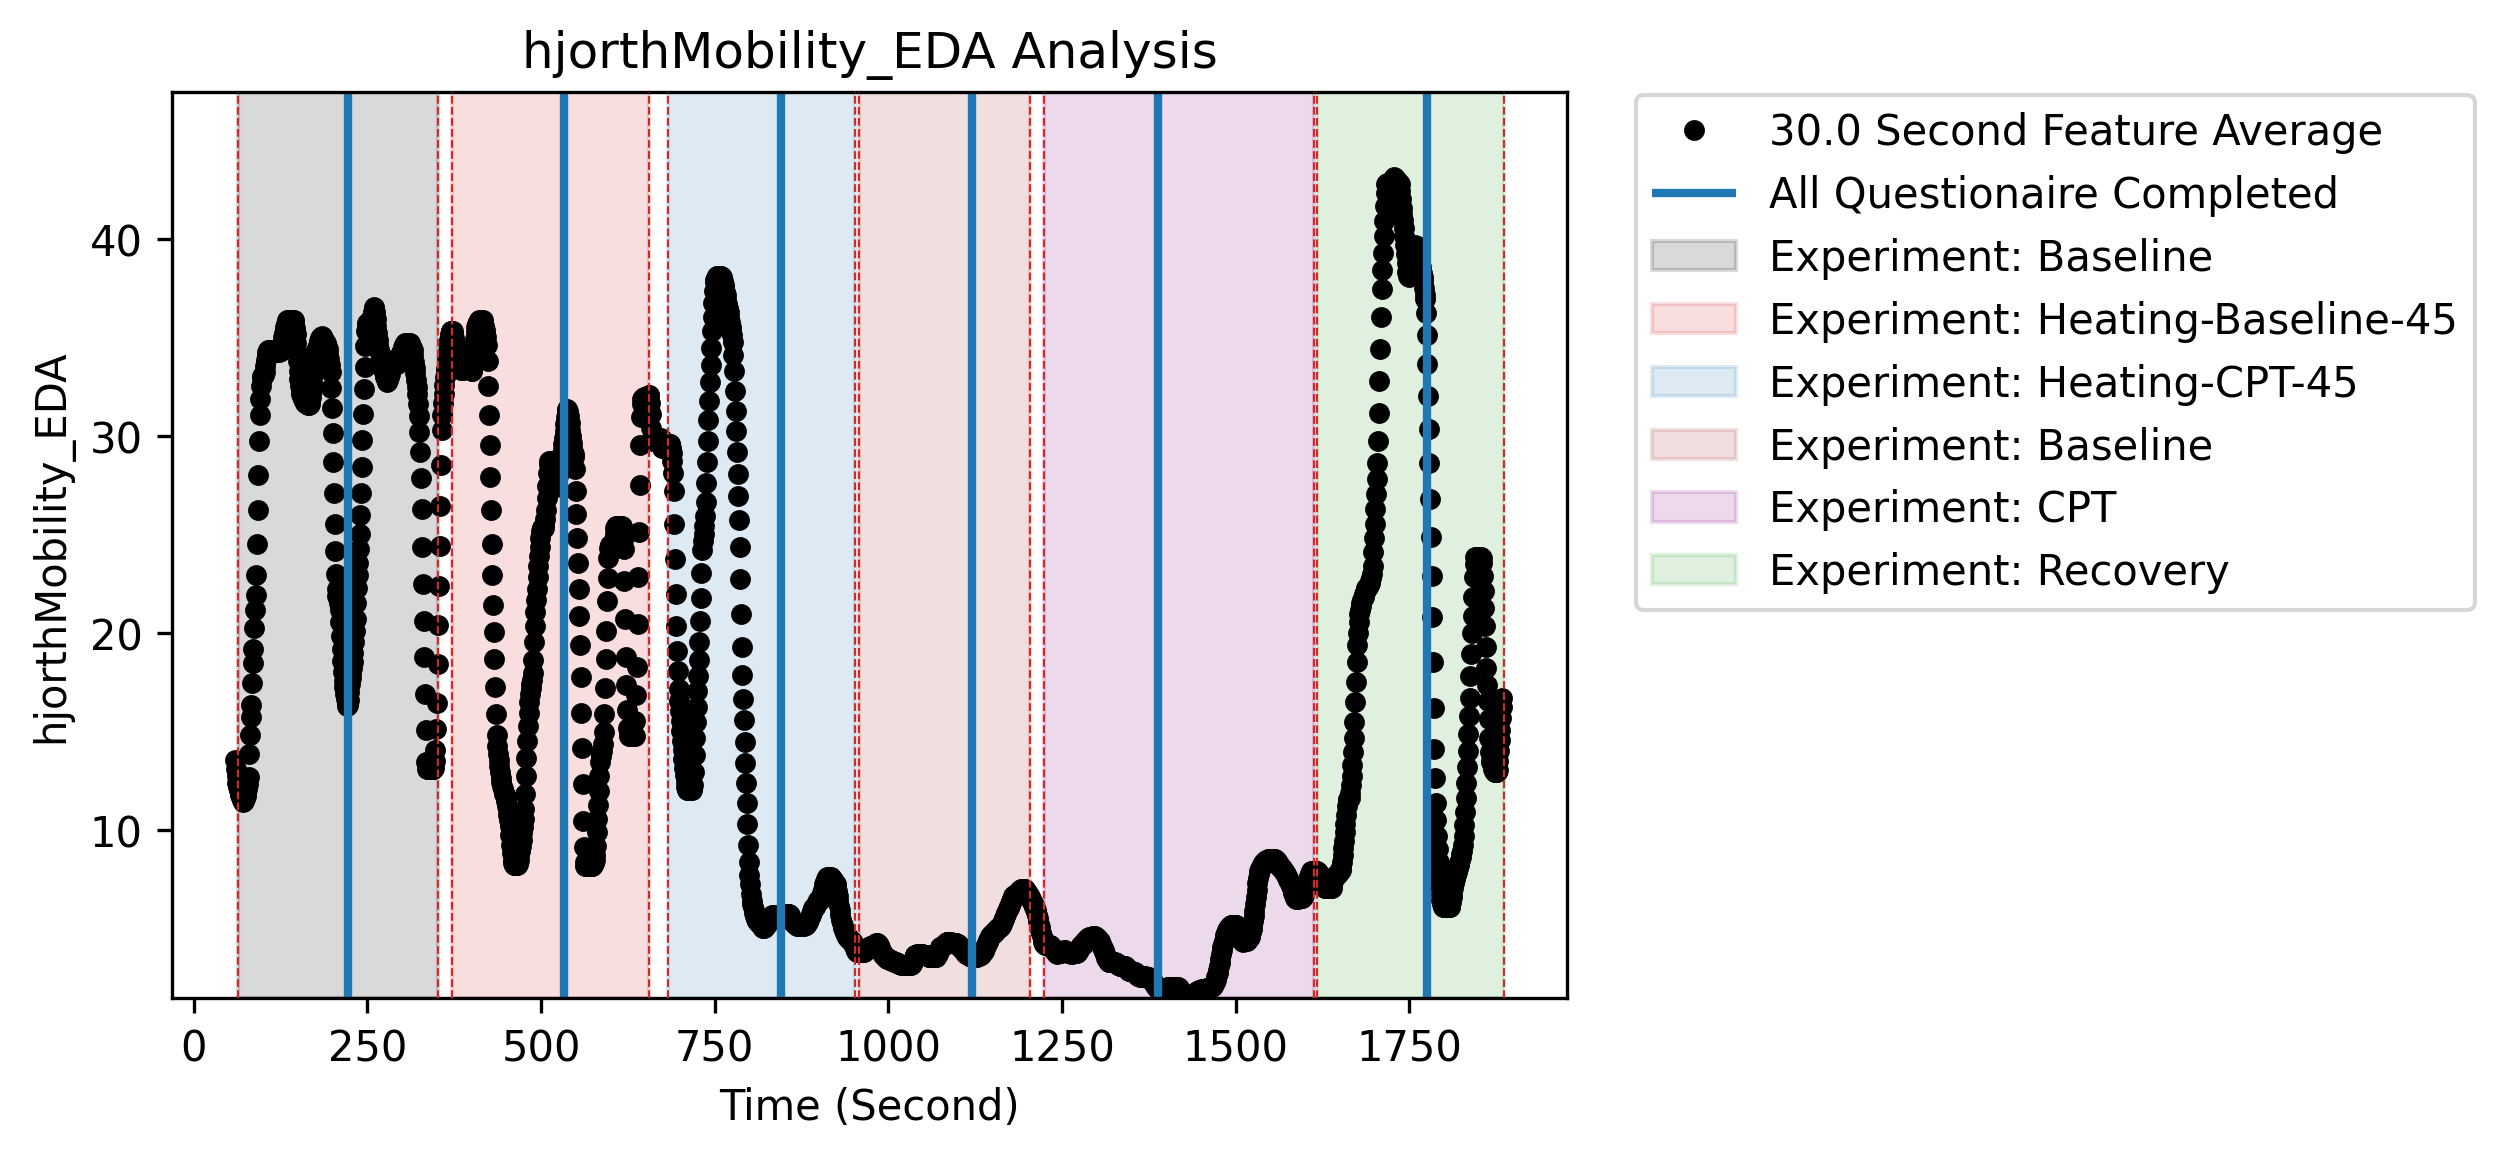 hjorthMobility_EDA Analysis
hjorthMobility_EDA
40
30
20
10
0
250
500
750
1000
1250
1500
1750
Time (Second)
30.0 Second Feature Average
All Questionaire Completed
Experiment: Baseline
Experiment: Heating-Baseline-45
Experiment: Heating-CPT-45
Experiment: Baseline
Experiment: CPT
Experiment: Recovery